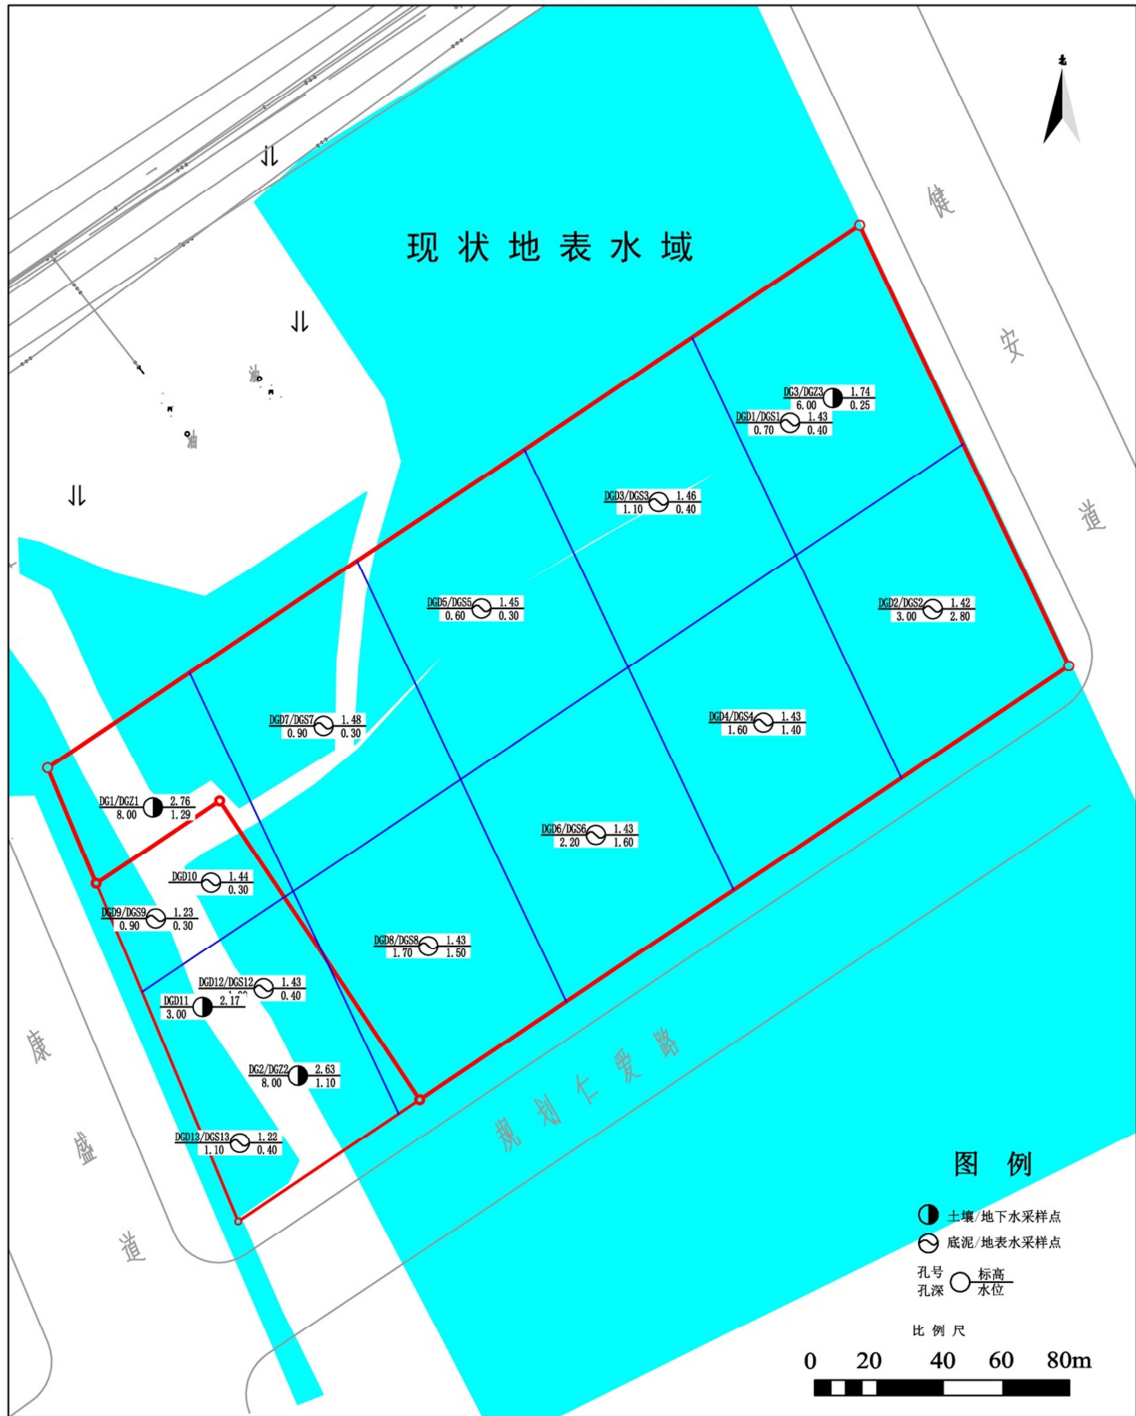 北
现状地表水域
健安道
DG3/DGZ3 1.74
6.00 0.25
DGD1/DGS1 1.43
0.70 0.40
DGD3/DGS3 1.46
1.10 0.40
DGD5/DGS5 1.45
0.60 0.30
DGD2/DGS2 1.42
3.00 2.80
DGD7/DGS7 1.48
0.90 0.30
DGD4/DGS4 1.43
1.60 1.40
DG1/DGZ1 2.76
8.00 1.29
DGD6/DGS6 1.43
2.20 1.60
DGD10 1.44
0.30
DGD9/DGS9 1.23
0.90 0.30
DGD8/DGS8 1.43
1.70 1.50
DGD12/DGS12 1.43
0.40
DGD11 2.17
3.00
DG2/DGZ2 2.63
8.00 1.10
DGD13/DGS13 1.22
1.10 0.40
康盛道
规划仁爱路
图例
土壤/地下水采样点
底泥/地表水采样点
孔号 标高
孔深 水位
比例尺
0 20 40 60 80m